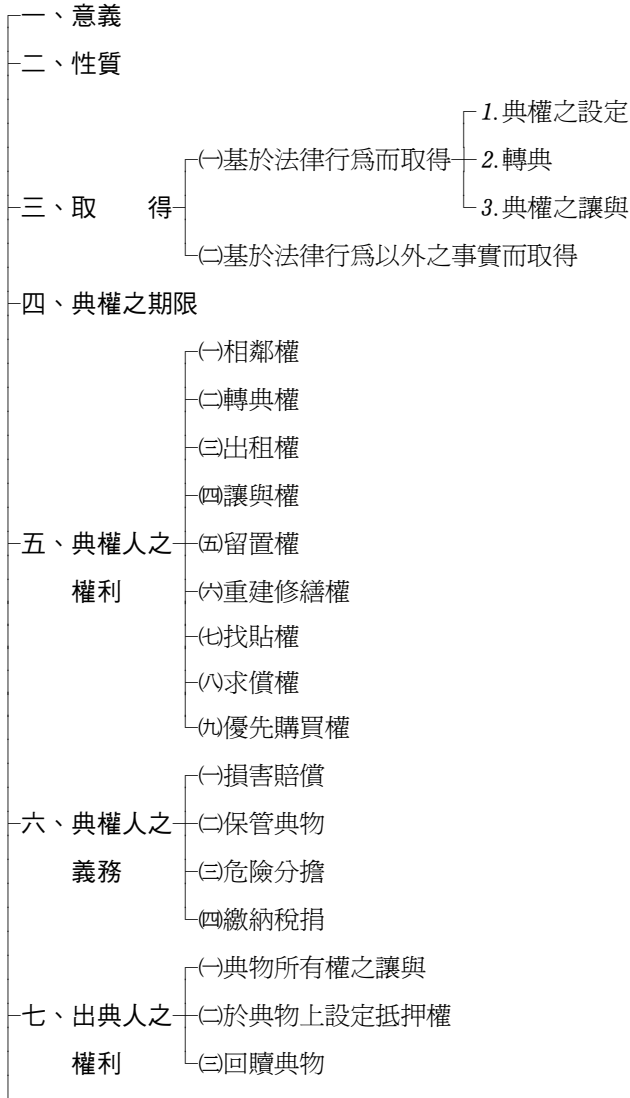 一、意義
二、性質
三、取　　得
㈠基於法律行爲而取得
1.典權之設定
2.轉典
3.典權之讓與
㈡基於法律行爲以外之事實而取得
四、典權之期限
五、典權人之
權利
㈠相鄰權
㈡轉典權
㈢出租權
㈣讓與權
㈤留置權
㈥重建修繕權
㈦找貼權
㈧求償權
㈨優先購買權
六、典權人之
義務
㈠損害賠償
㈡保管典物
㈢危險分擔
㈣繳納稅捐
七、出典人之
權利
㈠典物所有權之讓與
㈡於典物上設定抵押權
㈢回贖典物